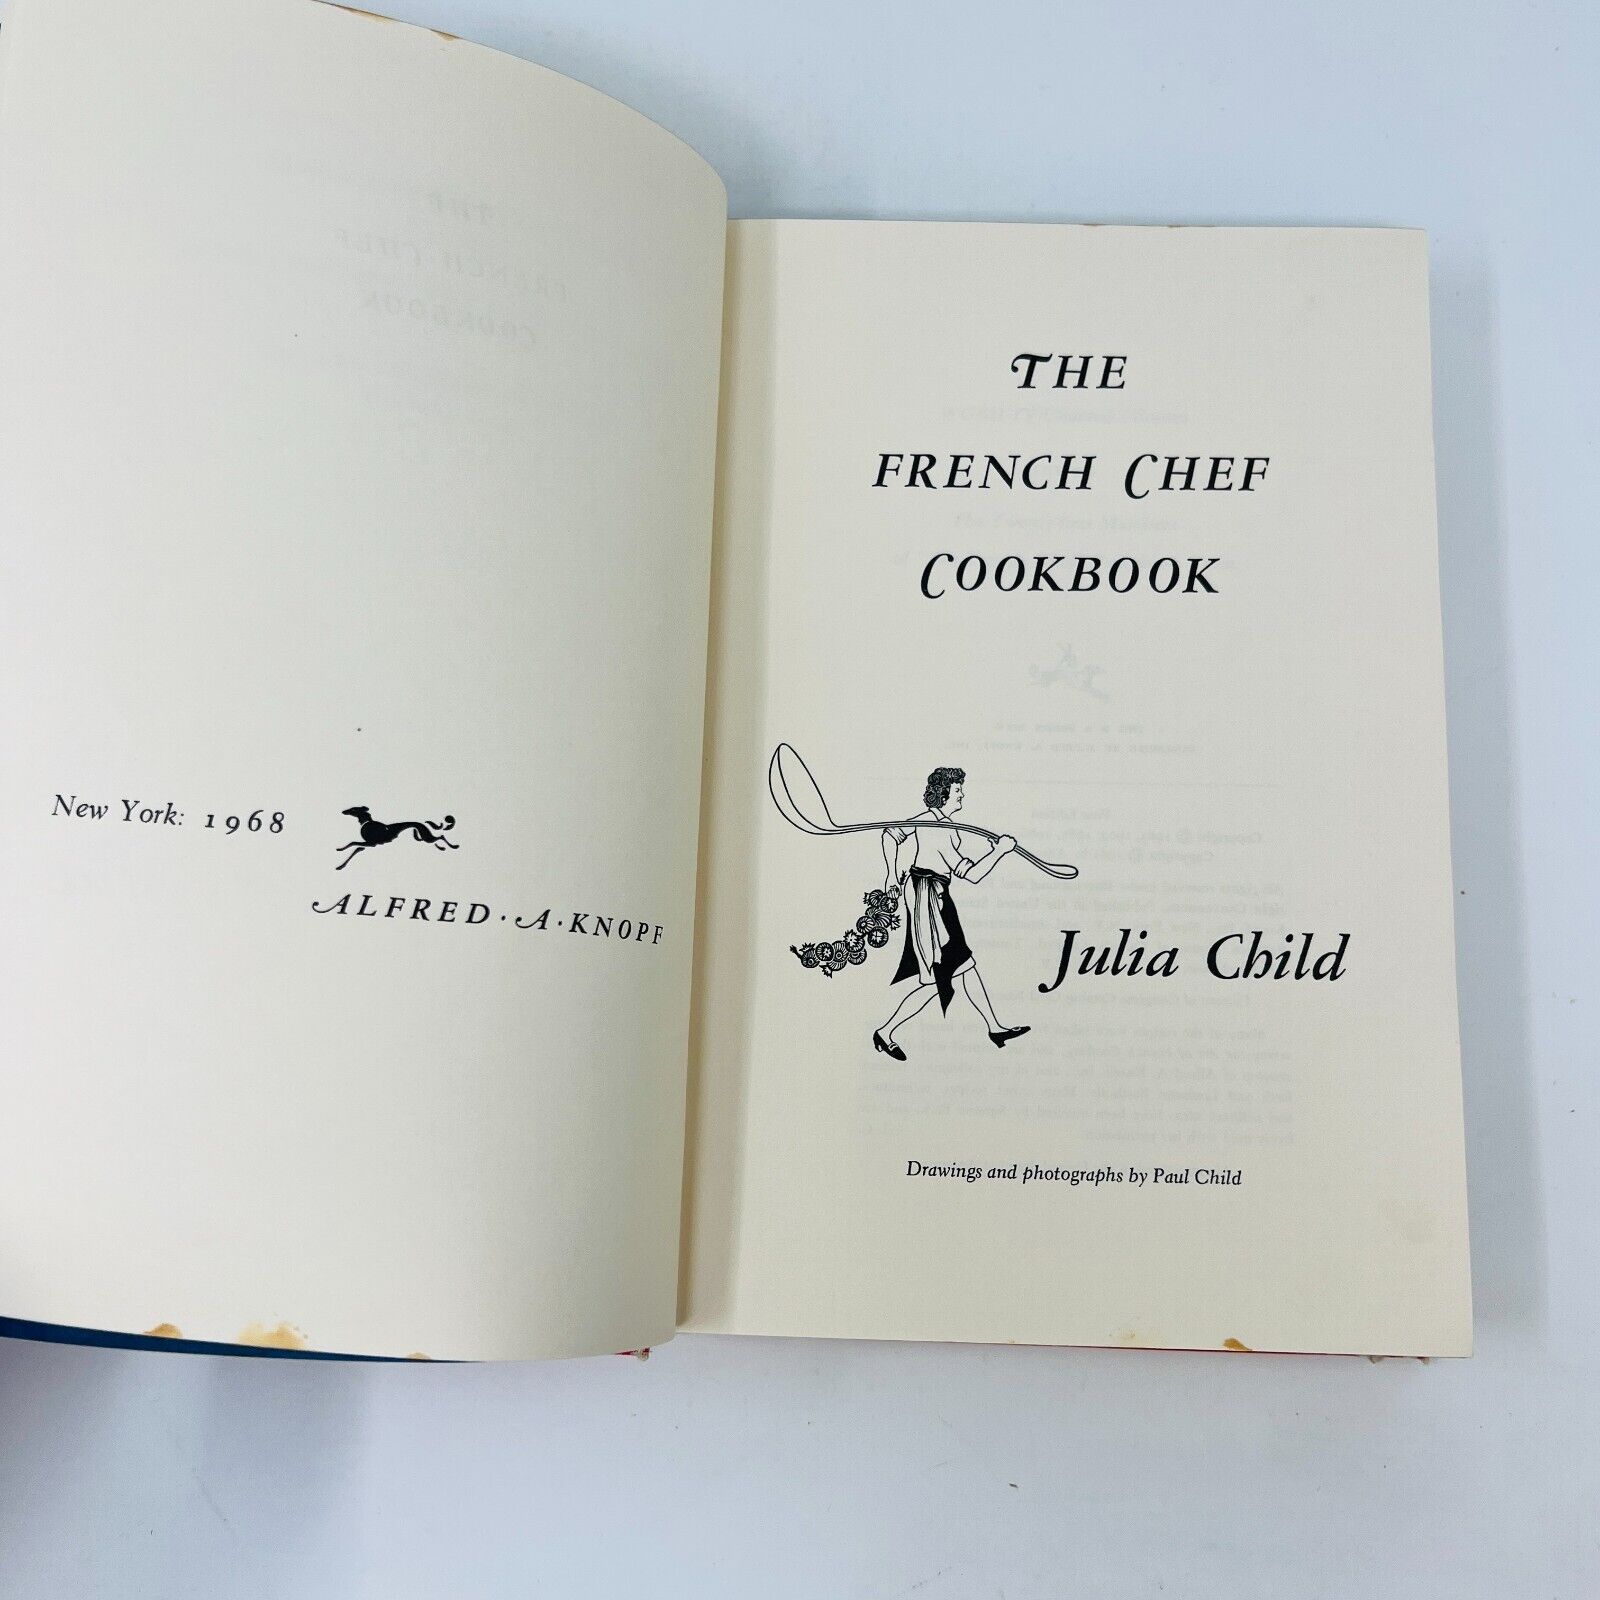 New York: 1968
ALFRED · A · KNOPF
THE
FRENCH CHEF
COOKBOOK
Julia Child
Drawings and photographs by Paul Child